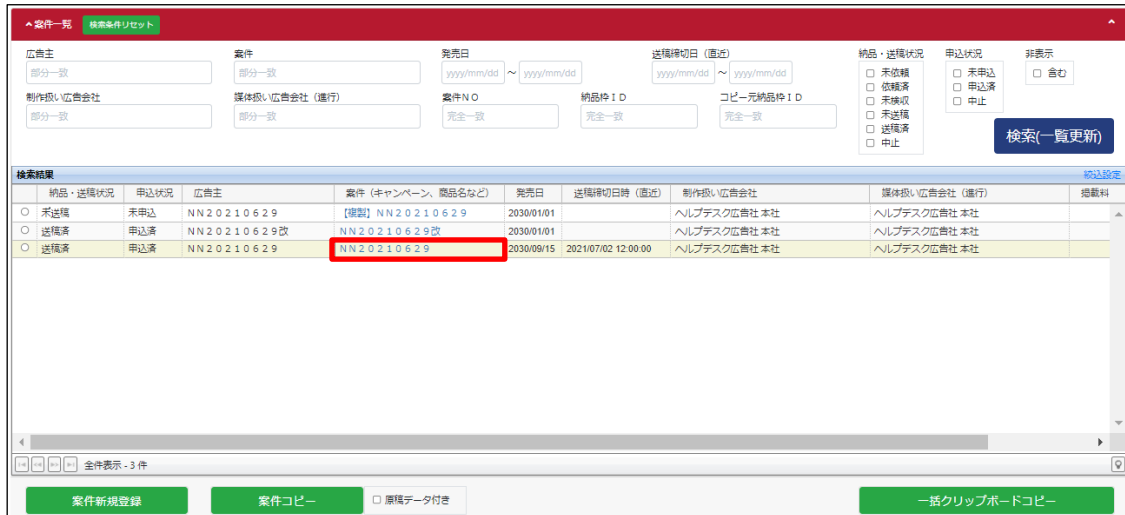 案件一覧 検索条件リセット
広告主 案件 発売日 送稿締切日（直近） 納品・送稿状況 申込状況 非表示
部分一致 部分一致 yyyy/mm/dd ～ yyyy/mm/dd yyyy/mm/dd ～ yyyy/mm/dd 未依頼 未申込 含む
依頼済 申込済
制作扱い広告会社 媒体扱い広告会社（進行） 案件ＮＯ 納品枠ＩＤ コピー元納品枠ＩＤ 未検収 中止
部分一致 部分一致 完全一致 完全一致 完全一致 未送稿
送稿済
中止
検索(一覧更新)
検索結果 絞込設定
納品・送稿状況 申込状況 広告主 案件（キャンペーン、商品名など） 発売日 送稿締切日時（直近） 制作扱い広告会社 媒体扱い広告会社（進行） 掲載料
未送稿 未申込 ＮＮ２０２１０６２９ 【複製】ＮＮ２０２１０６２９ 2030/01/01 ヘルプデスク広告社 本社 ヘルプデスク広告社 本社
送稿済 申込済 ＮＮ２０２１０６２９改 ＮＮ２０２１０６２９改 2030/01/01 ヘルプデスク広告社 本社 ヘルプデスク広告社 本社
送稿済 申込済 ＮＮ２０２１０６２９ ＮＮ２０２１０６２９ 2030/09/15 2021/07/02 12:00:00 ヘルプデスク広告社 本社 ヘルプデスク広告社 本社
全件表示 - 3 件
案件新規登録 案件コピー 原稿データ付き 一括クリップボードコピー